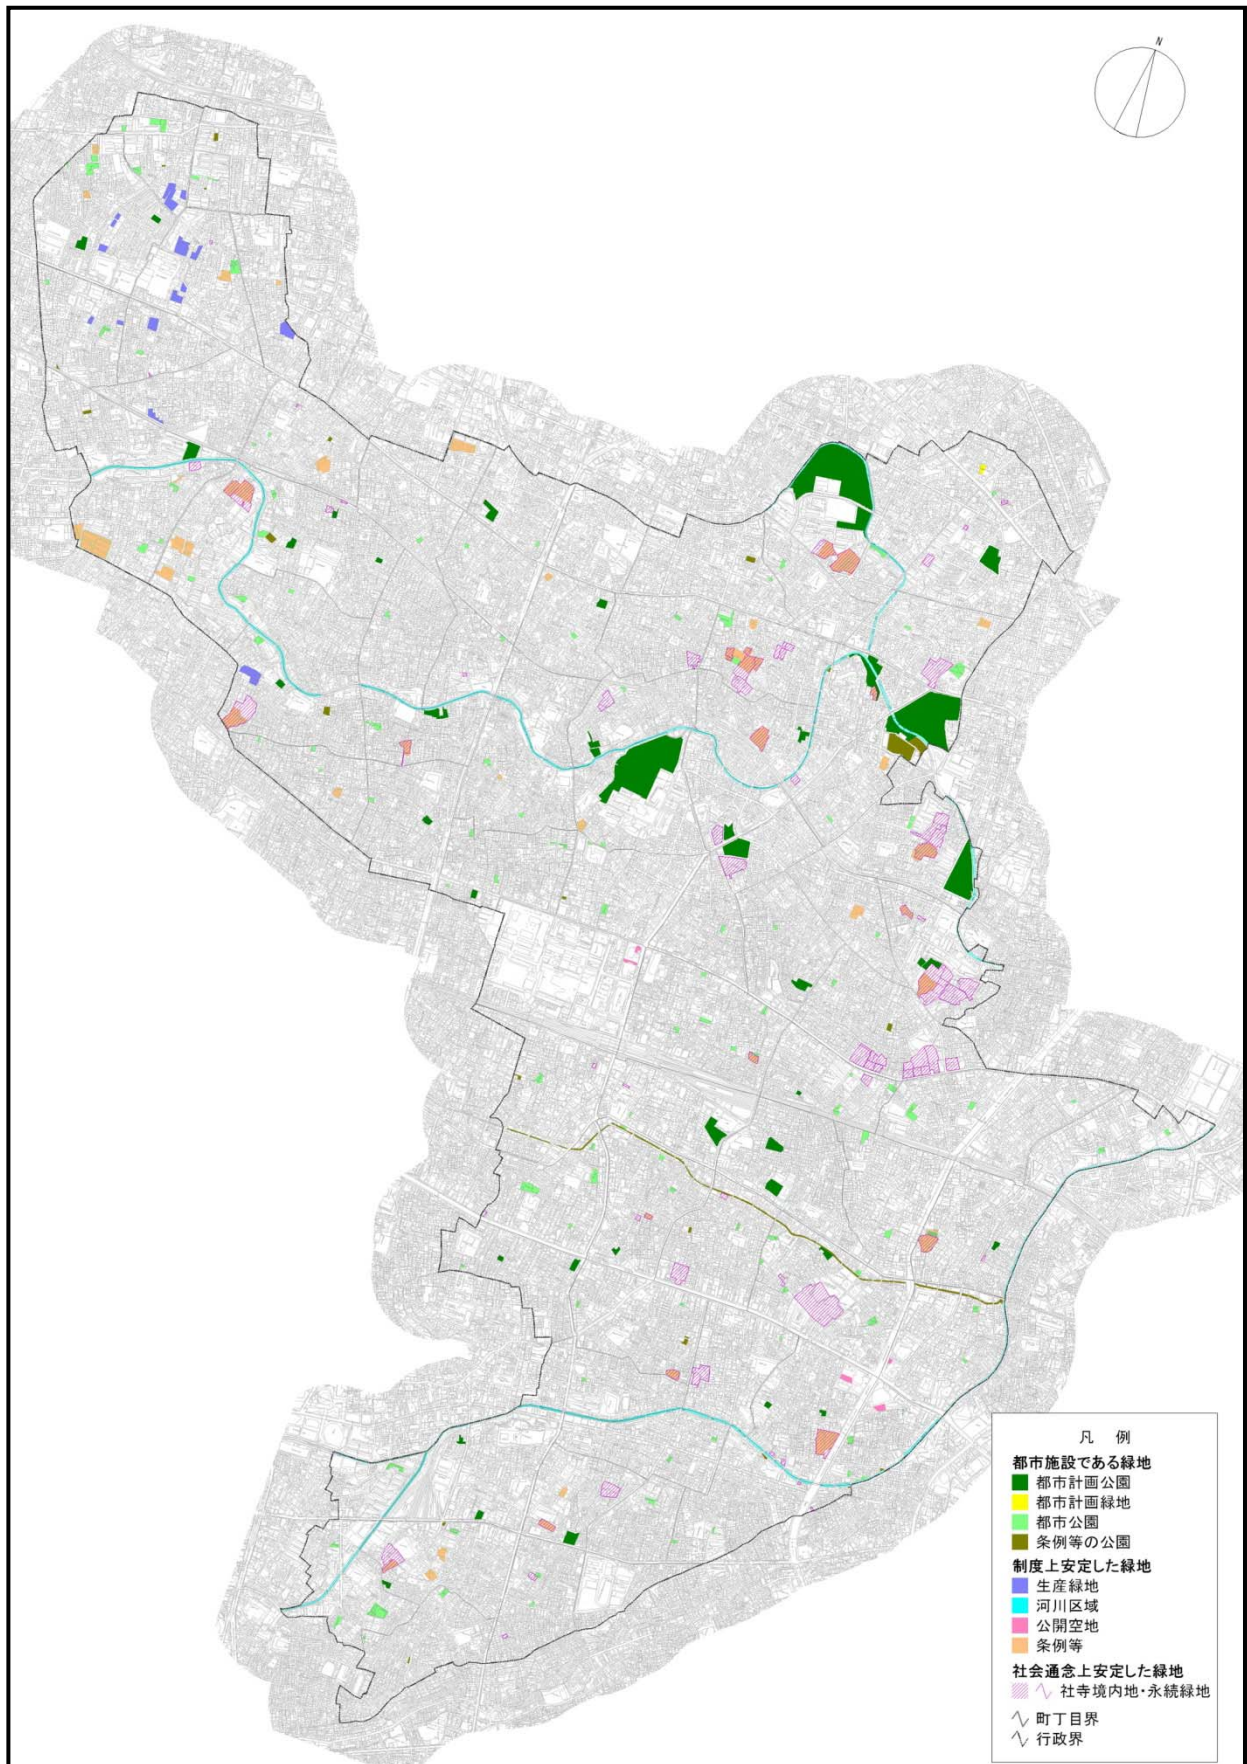 N
凡 例
都市施設である緑地
都市計画公園
都市計画緑地
都市公園
条例等の公園
制度上安定した緑地
生産緑地
河川区域
公開空地
条例等
社会通念上安定した緑地
社寺境内地・永続緑地
町丁目界
行政界